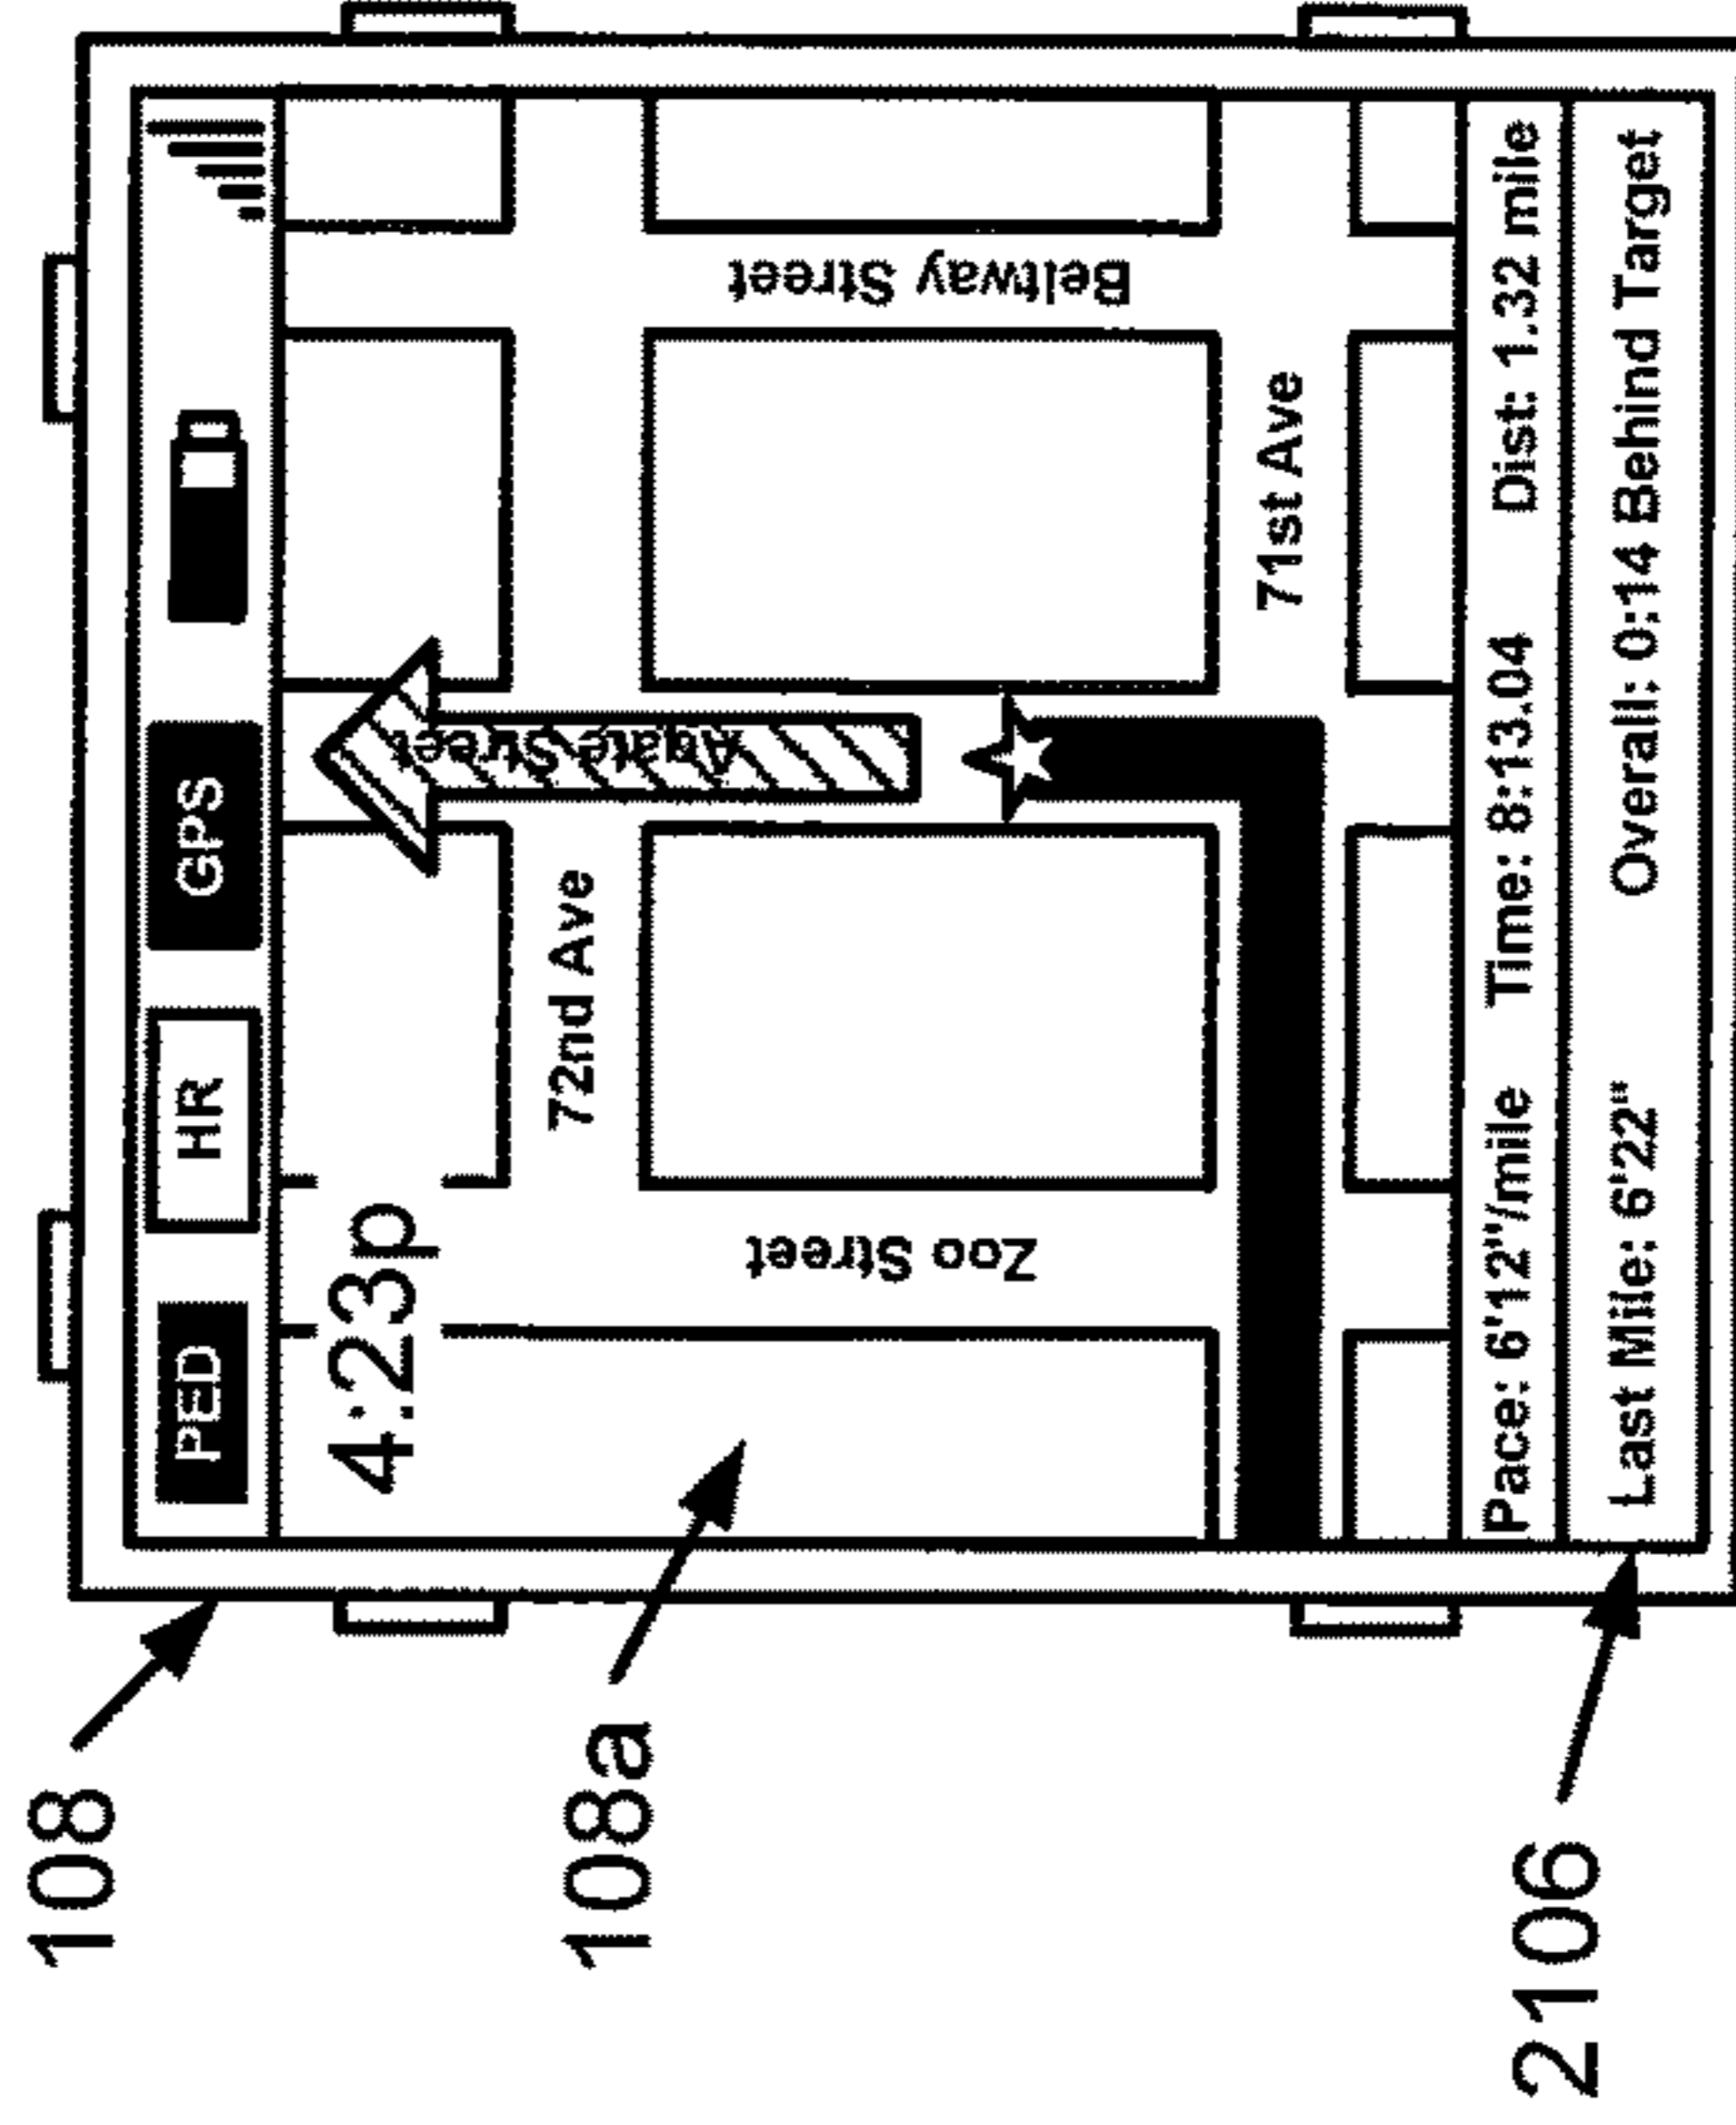 108
PED HR GPS
4:23p
72nd Ave
108a
Agate Street
Zoo Street
Beltway Street
71st Ave
Pace: 6'12"/mile Time: 8:13.04 Dist: 1.32 mile
2106
Last Mile: 6'22" Overall: 0:14 Behind Target